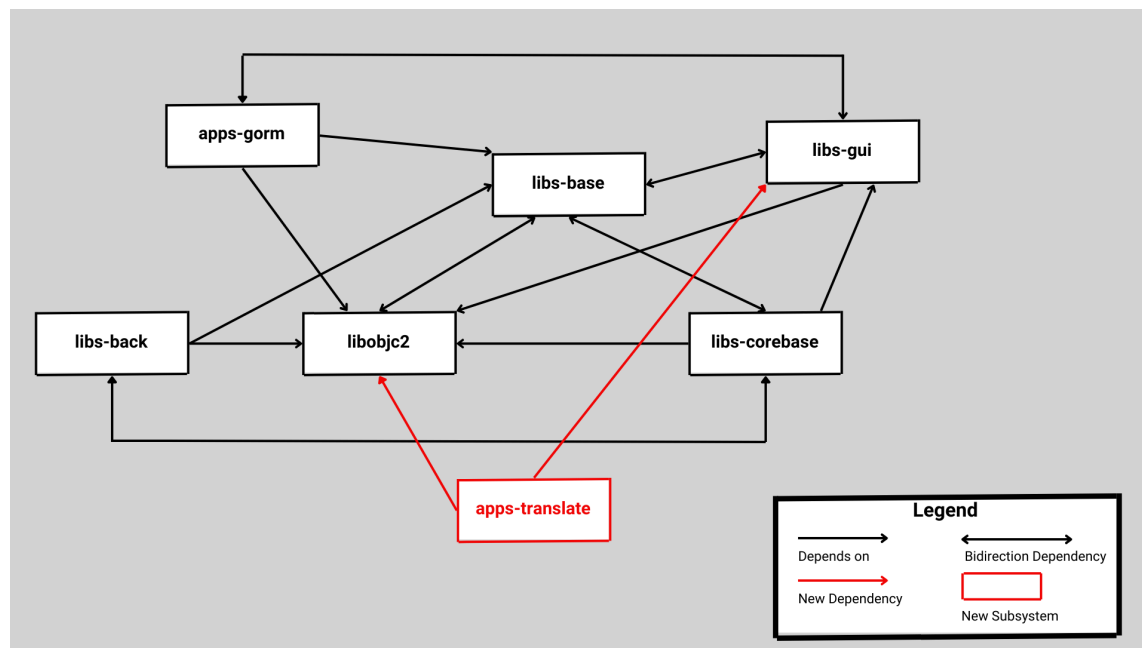 apps-gorm
libs-gui
libs-base
libs-back
libobjc2
libs-corebase
apps-translate
Legend
Depends on
Bidirection Dependency
New Dependency
New Subsystem